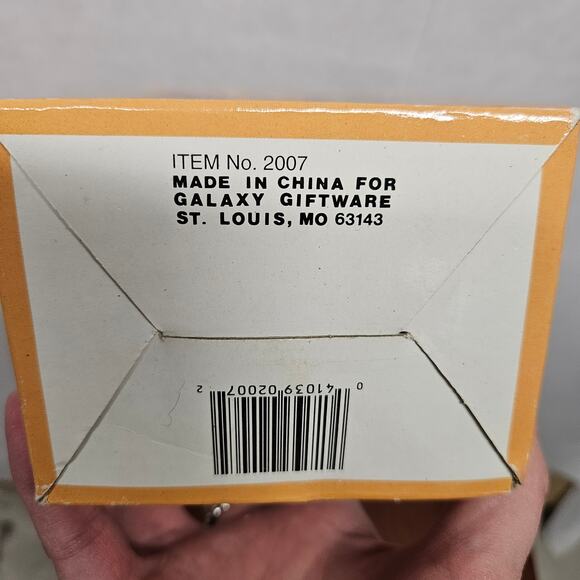 ITEM No. 2007
MADE IN CHINA FOR
GALAXY GIFTWARE
ST. LOUIS, MO 63143
0 41039 02007 2